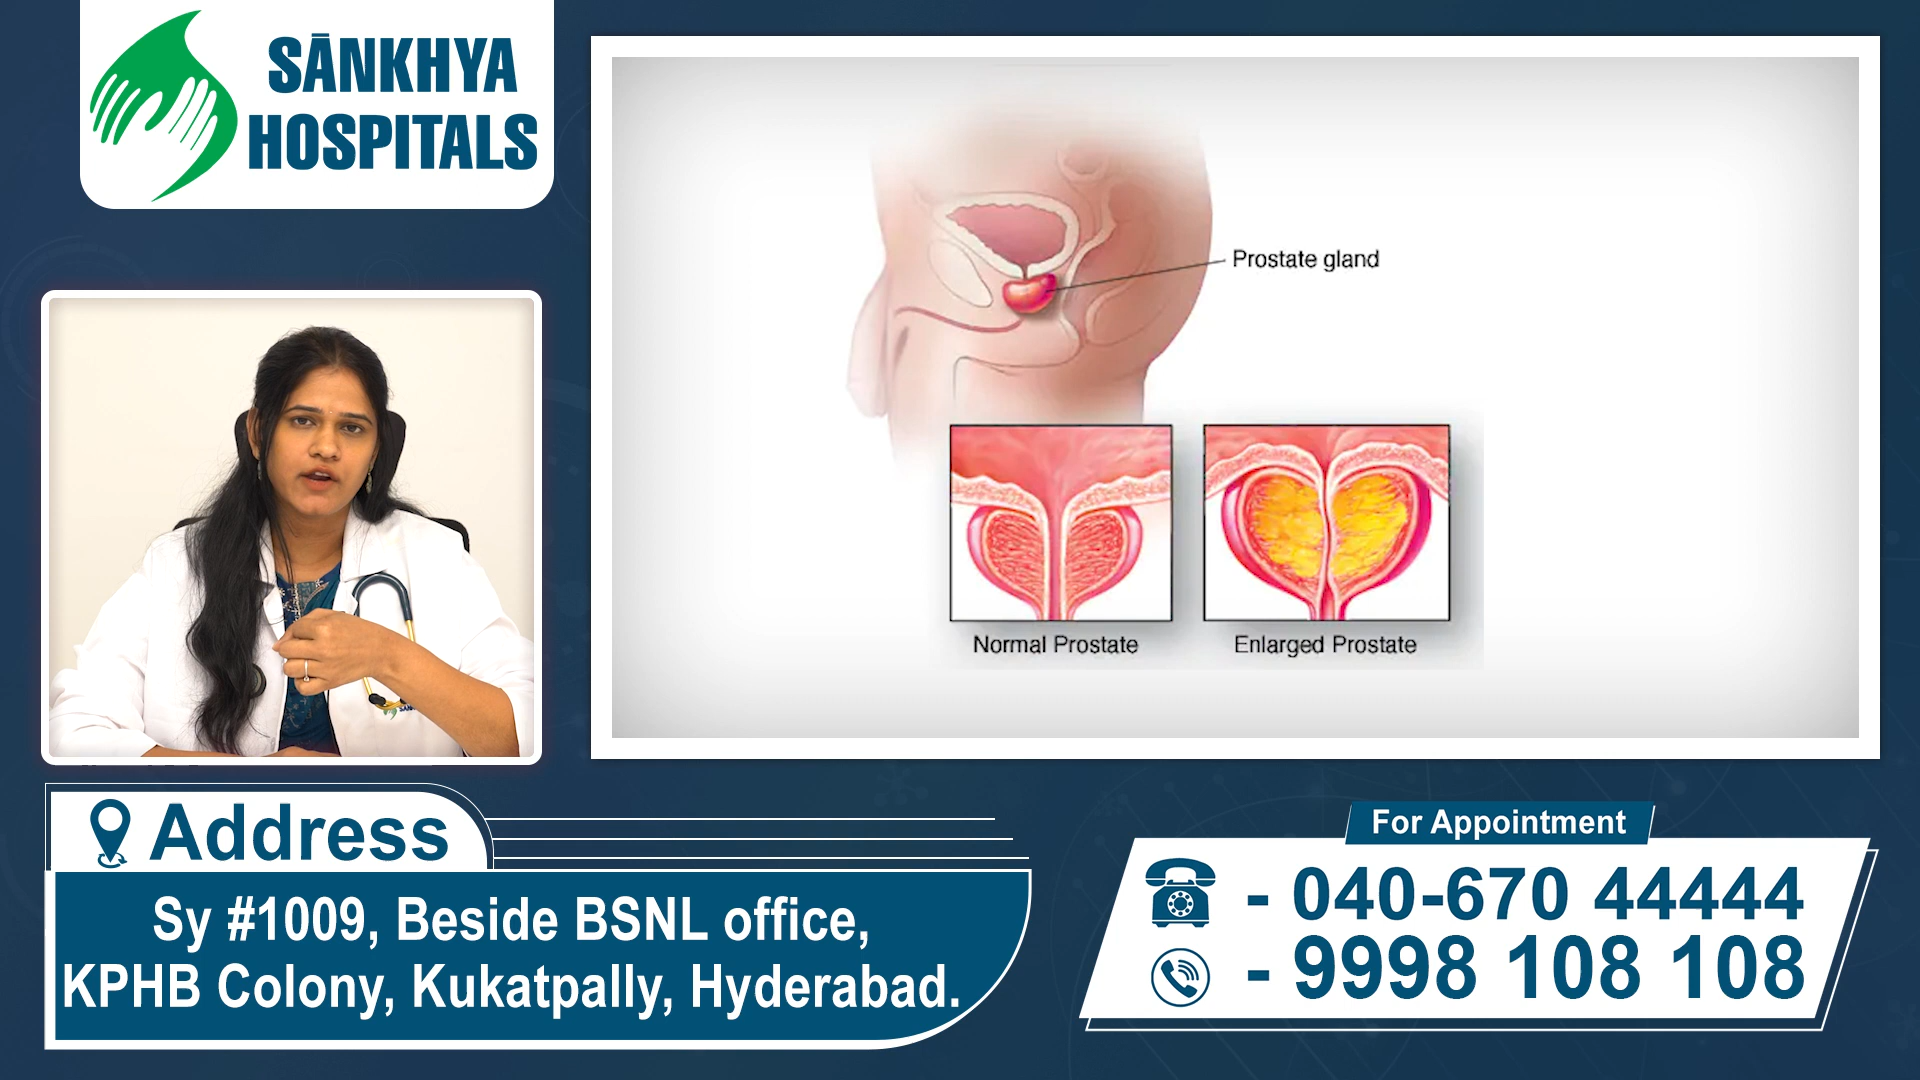 SĀNKHYA
HOSPITALS
Prostate gland
Normal Prostate
Enlarged Prostate
Address
Sy #1009, Beside BSNL office,
KPHB Colony, Kukatpally, Hyderabad.
For Appointment
- 040-670 44444
- 9998 108 108